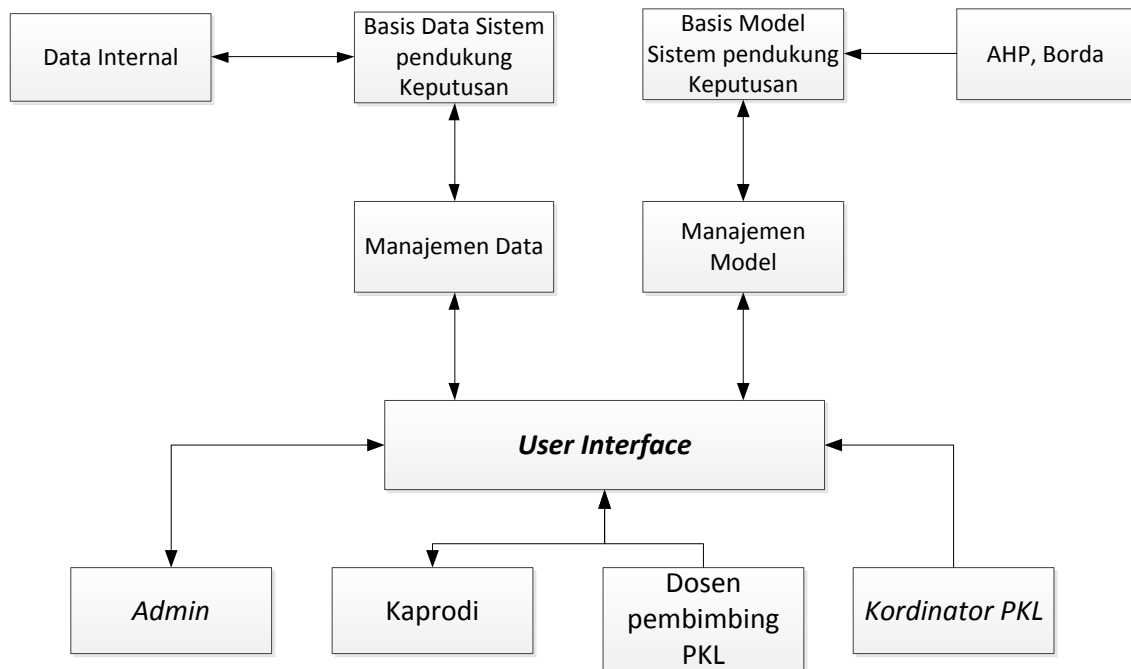 Data Internal
Basis Data Sistem
pendukung
Keputusan
Basis Model
Sistem pendukung
Keputusan
AHP, Borda
Manajemen Data
Manajemen
Model
User Interface
Admin
Kaprodi
Dosen
pembimbing
PKL
Kordinator PKL